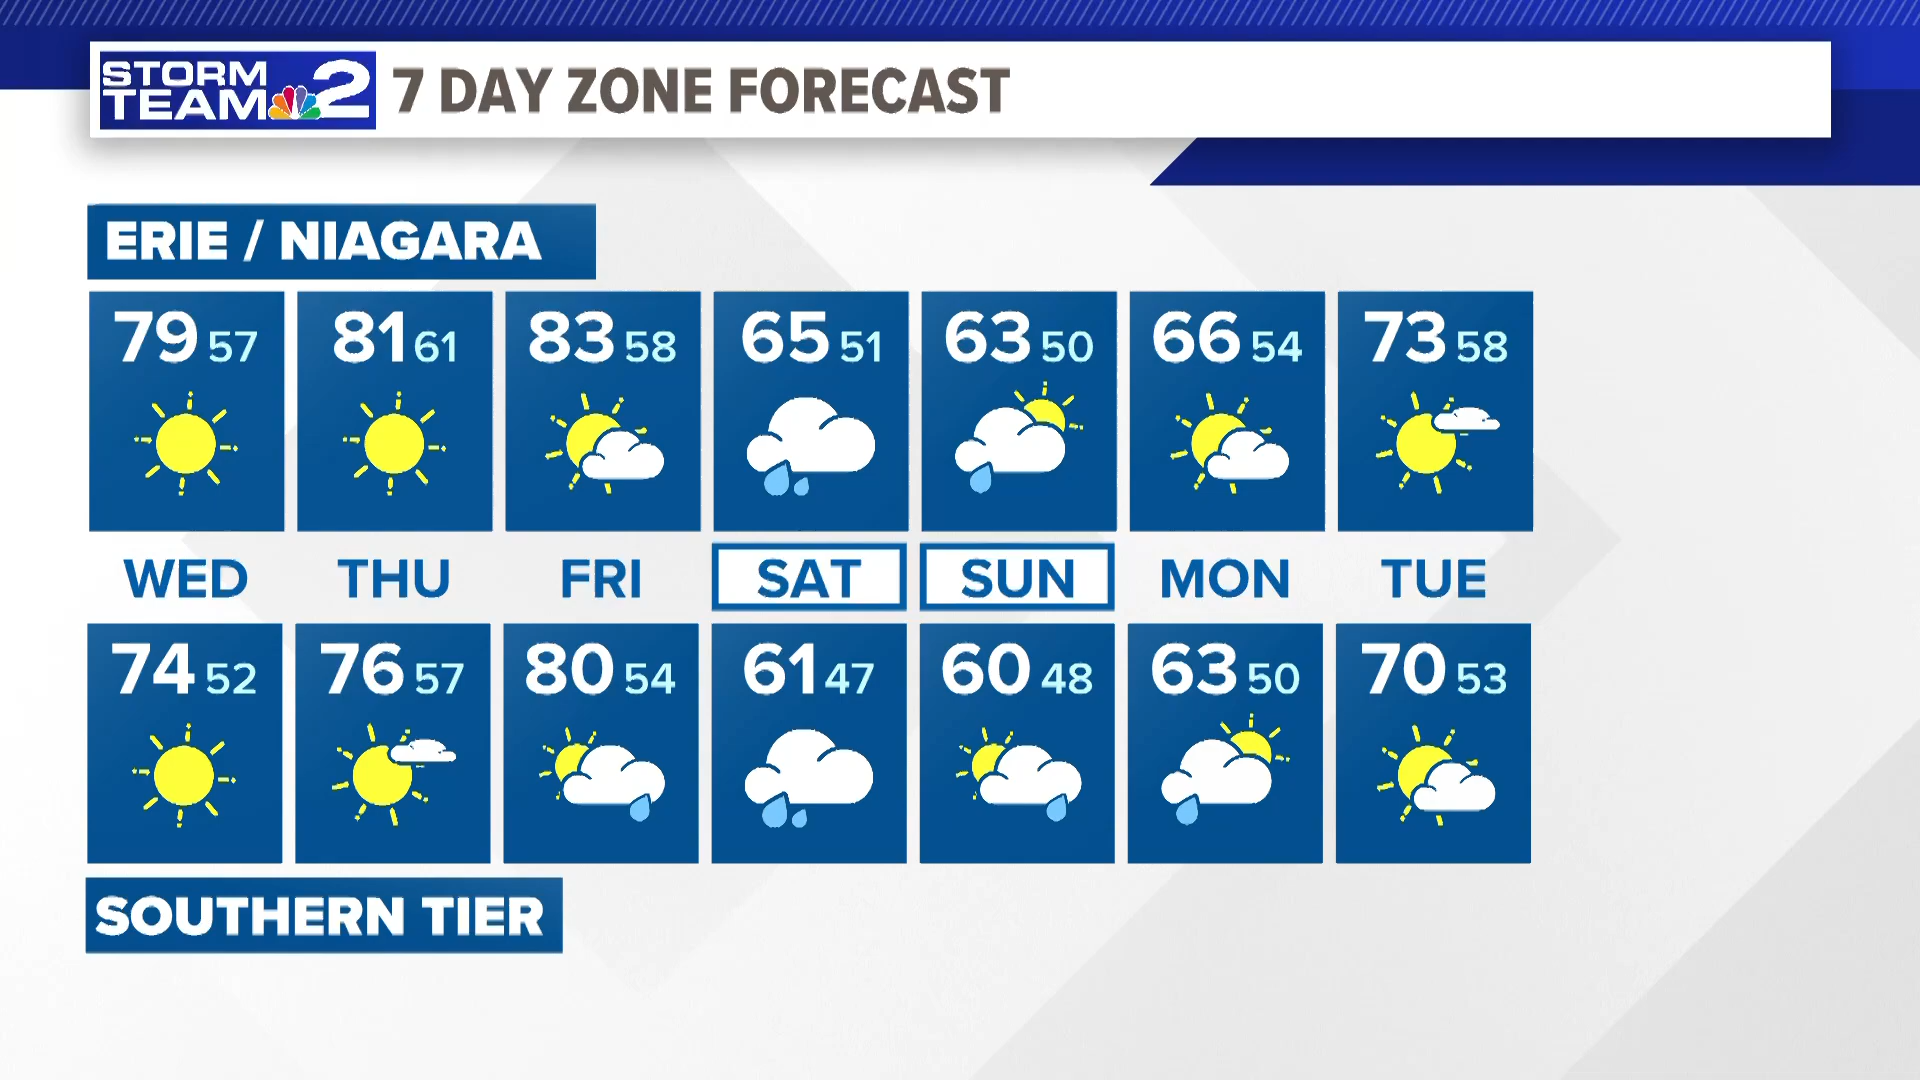 STORM TEAM 2
7 DAY ZONE FORECAST
ERIE / NIAGARA
79 57 81 61 83 58 65 51 63 50 66 54 73 58
WED THU FRI SAT SUN MON TUE
74 52 76 57 80 54 61 47 60 48 63 50 70 53
SOUTHERN TIER